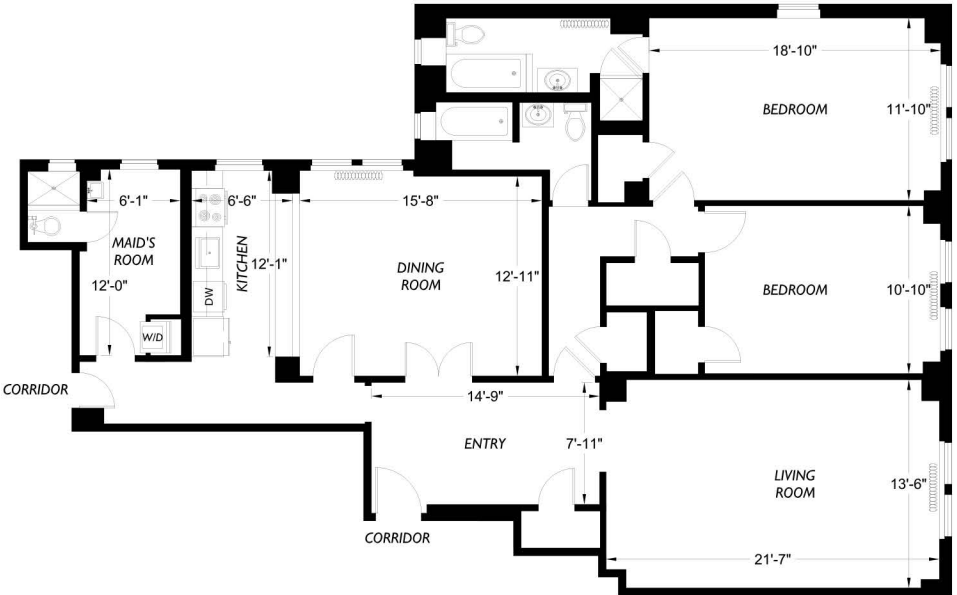 18'-10"
BEDROOM
11'-10"
6'-1"
6'-6"
15'-8"
MAID'S
ROOM
KITCHEN
12'-1"
DINING
ROOM
12'-11"
12'-0"
DW
W/D
BEDROOM
10'-10"
CORRIDOR
14'-9"
ENTRY
7'-11"
LIVING
ROOM
13'-6"
CORRIDOR
21'-7"